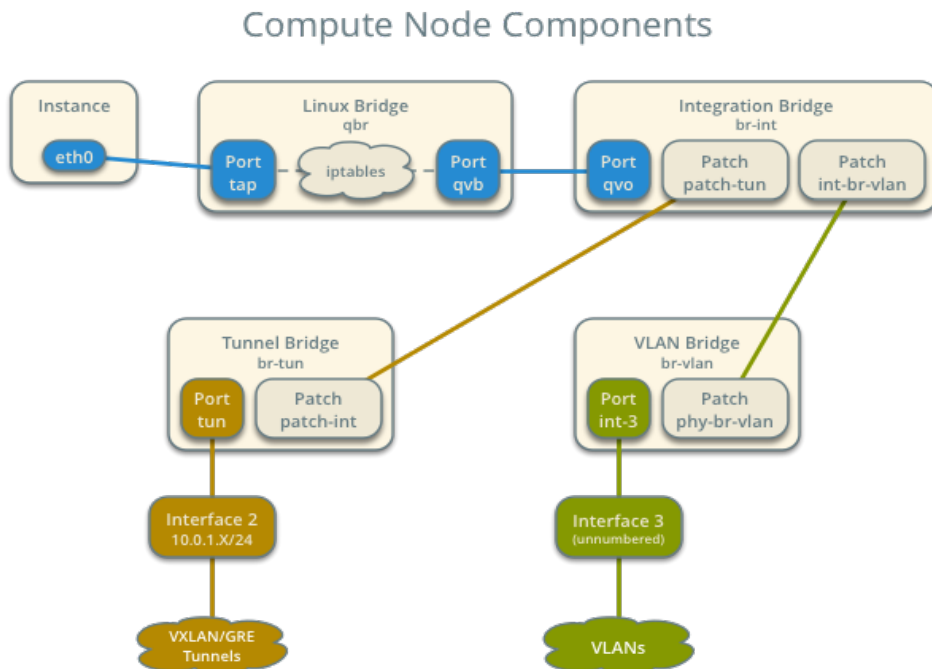 Compute Node Components
Instance
eth0
Linux Bridge
qbr
Port
tap
iptables
Port
qvb
Integration Bridge
br-int
Port
qvo
Patch
patch-tun
Patch
int-br-vlan
Tunnel Bridge
br-tun
Port
tun
Patch
patch-int
VLAN Bridge
br-vlan
Port
int-3
Patch
phy-br-vlan
Interface 2
10.0.1.X/24
Interface 3
(unnumbered)
VXLAN/GRE
Tunnels
VLANs